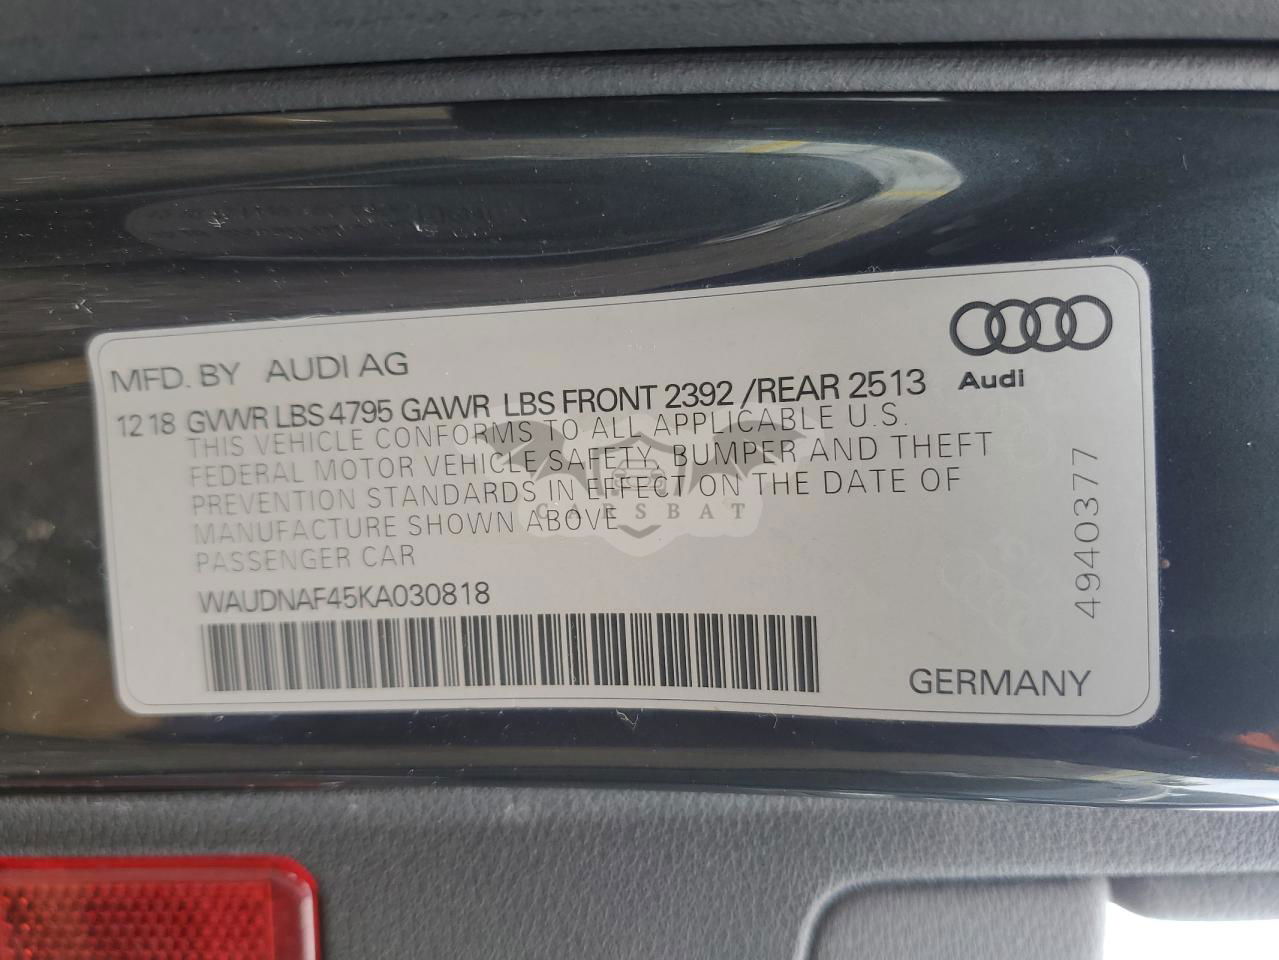 MFD. BY AUDI AG
Audi
12 18 GVWR LBS 4795 GAWR LBS FRONT 2392 /REAR 2513
THIS VEHICLE CONFORMS TO ALL APPLICABLE U.S.
FEDERAL MOTOR VEHICLE SAFETY, BUMPER AND THEFT
PREVENTION STANDARDS IN EFFECT ON THE DATE OF
MANUFACTURE SHOWN ABOVE
PASSENGER CAR
WAUDNAF45KA030818
4940377
GERMANY
CARSBAT